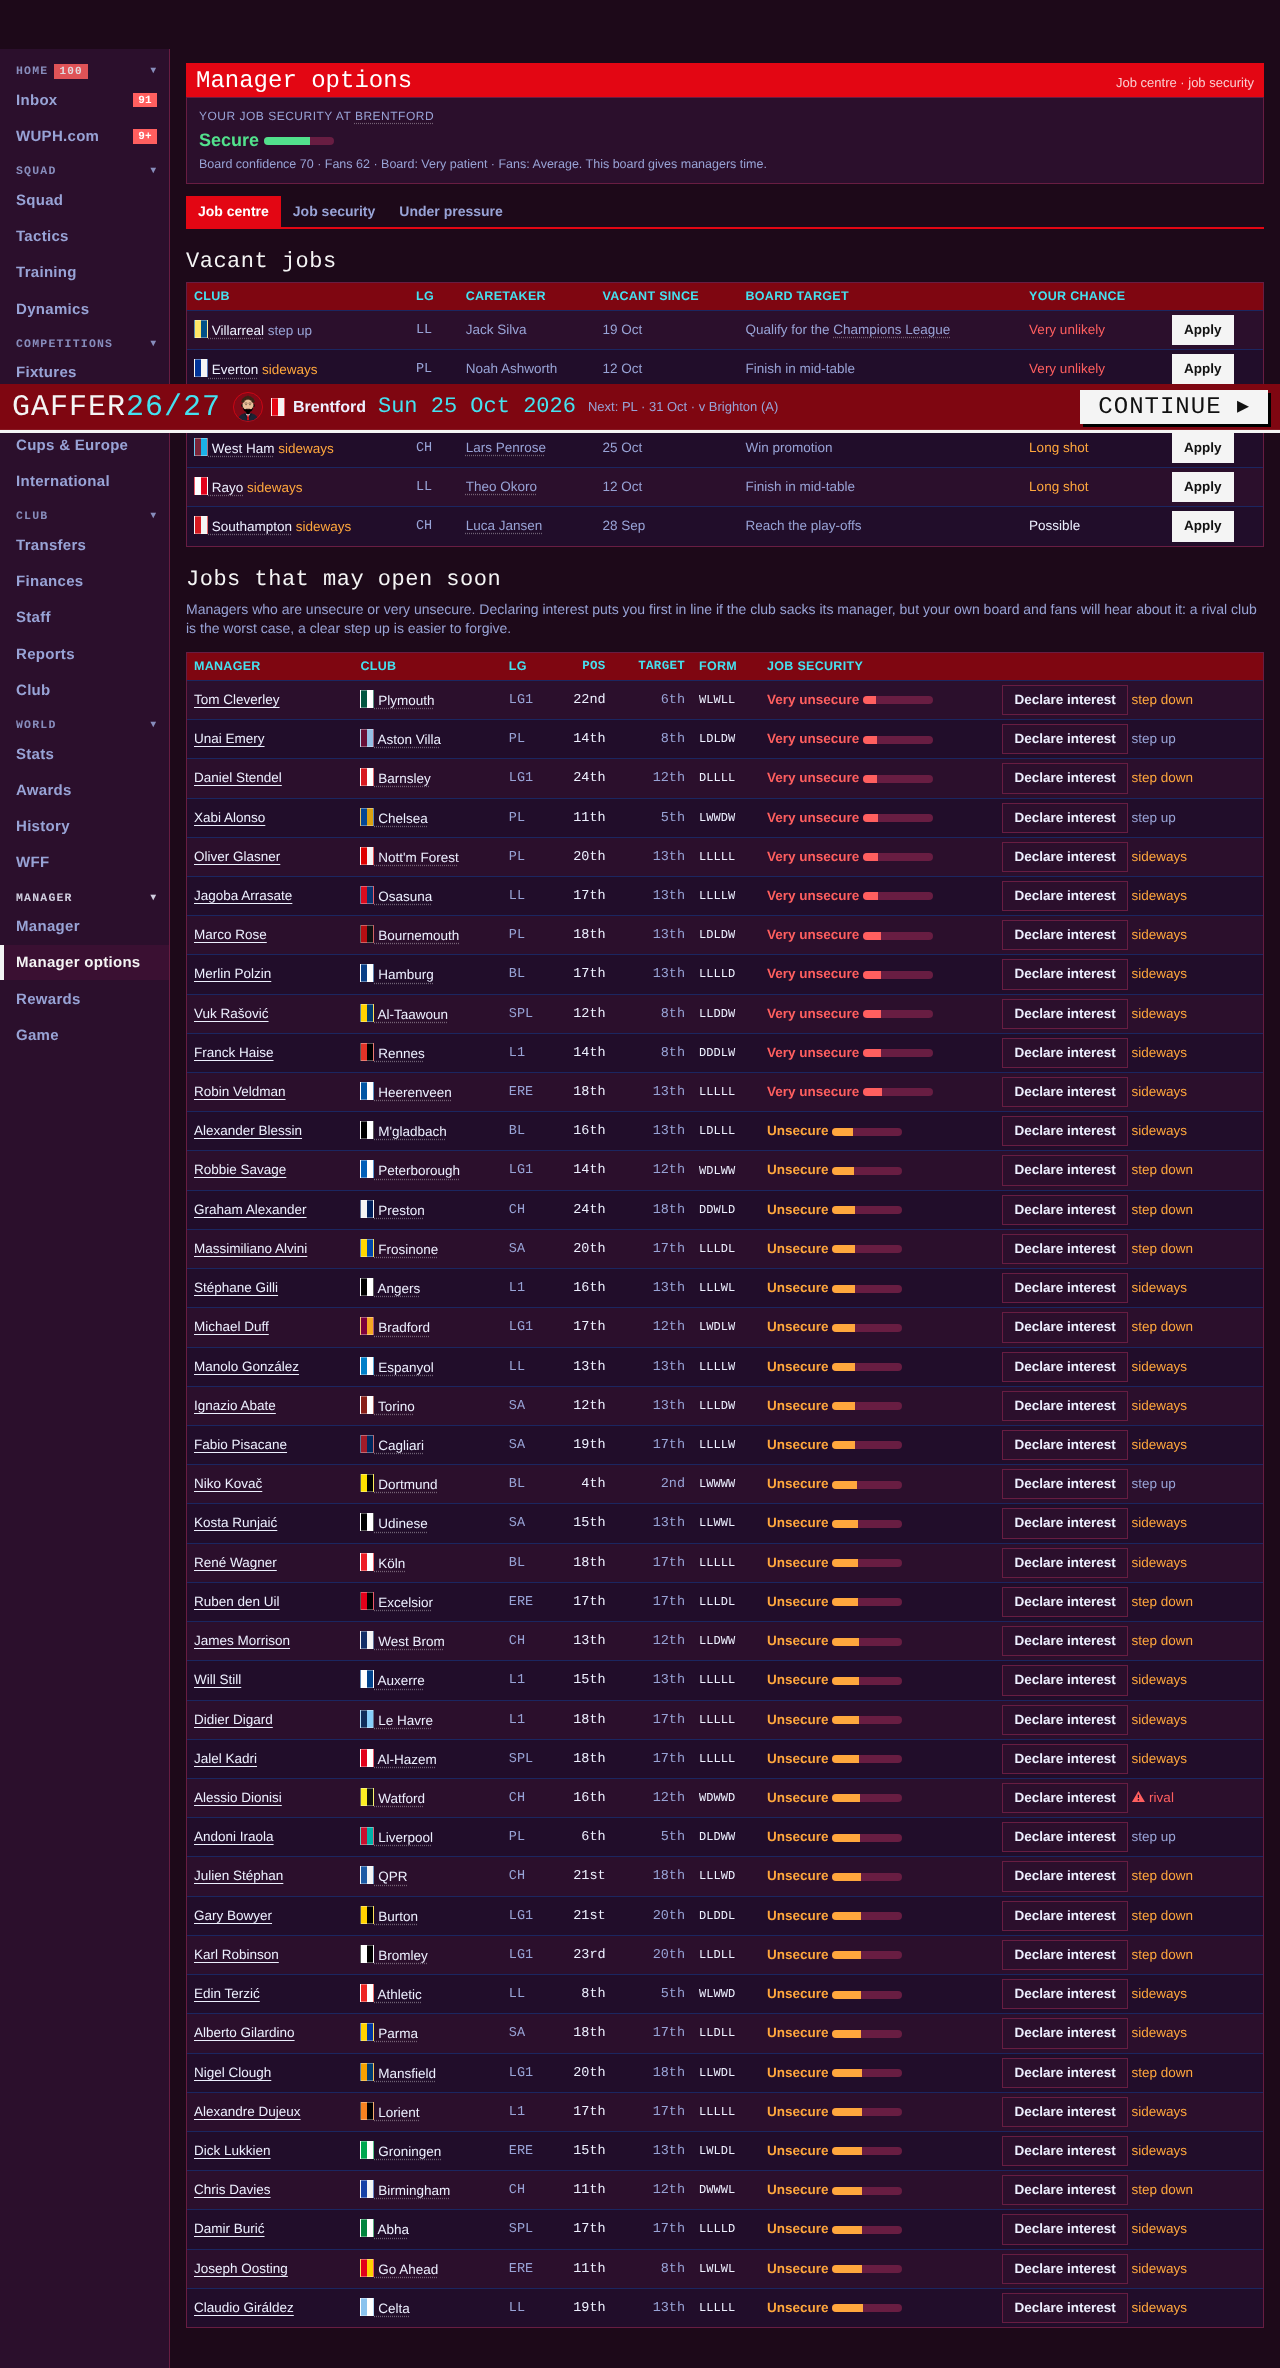 HOME 100 ▼
Inbox 91
WUPH.com 9+
SQUAD ▼
Squad
Tactics
Training
Dynamics
COMPETITIONS ▼
Fixtures
Cups & Europe
International
CLUB ▼
Transfers
Finances
Staff
Reports
Club
WORLD ▼
Stats
Awards
History
WFF
MANAGER ▼
Manager
Manager options
Rewards
Game
Manager options Job centre · job security
YOUR JOB SECURITY AT BRENTFORD
Secure
Board confidence 70 · Fans 62 · Board: Very patient · Fans: Average. This board gives managers time.
Job centre Job security Under pressure
Vacant jobs
CLUB LG CARETAKER VACANT SINCE BOARD TARGET YOUR CHANCE
Villarreal step up LL Jack Silva 19 Oct Qualify for the Champions League Very unlikely Apply
Everton sideways PL Noah Ashworth 12 Oct Finish in mid-table Very unlikely Apply
GAFFER26/27 Brentford Sun 25 Oct 2026 Next: PL · 31 Oct · v Brighton (A) CONTINUE ►
West Ham sideways CH Lars Penrose 25 Oct Win promotion Long shot Apply
Rayo sideways LL Theo Okoro 12 Oct Finish in mid-table Long shot Apply
Southampton sideways CH Luca Jansen 28 Sep Reach the play-offs Possible Apply
Jobs that may open soon
Managers who are unsecure or very unsecure. Declaring interest puts you first in line if the club sacks its manager, but your own board and fans will hear about it: a rival club
is the worst case, a clear step up is easier to forgive.
MANAGER CLUB LG POS TARGET FORM JOB SECURITY
Tom Cleverley Plymouth LG1 22nd 6th WLWLL Very unsecure Declare interest step down
Unai Emery Aston Villa PL 14th 8th LDLDW Very unsecure Declare interest step up
Daniel Stendel Barnsley LG1 24th 12th DLLLL Very unsecure Declare interest step down
Xabi Alonso Chelsea PL 11th 5th LWWDW Very unsecure Declare interest step up
Oliver Glasner Nott'm Forest PL 20th 13th LLLLL Very unsecure Declare interest sideways
Jagoba Arrasate Osasuna LL 17th 13th LLLLW Very unsecure Declare interest sideways
Marco Rose Bournemouth PL 18th 13th LDLDW Very unsecure Declare interest sideways
Merlin Polzin Hamburg BL 17th 13th LLLLD Very unsecure Declare interest sideways
Vuk Rašović Al-Taawoun SPL 12th 8th LLDDW Very unsecure Declare interest sideways
Franck Haise Rennes L1 14th 8th DDDLW Very unsecure Declare interest sideways
Robin Veldman Heerenveen ERE 18th 13th LLLLL Very unsecure Declare interest sideways
Alexander Blessin M'gladbach BL 16th 13th LDLLL Unsecure Declare interest sideways
Robbie Savage Peterborough LG1 14th 12th WDLWW Unsecure Declare interest step down
Graham Alexander Preston CH 24th 18th DDWLD Unsecure Declare interest step down
Massimiliano Alvini Frosinone SA 20th 17th LLLDL Unsecure Declare interest step down
Stéphane Gilli Angers L1 16th 13th LLLWL Unsecure Declare interest sideways
Michael Duff Bradford LG1 17th 12th LWDLW Unsecure Declare interest step down
Manolo González Espanyol LL 13th 13th LLLLW Unsecure Declare interest sideways
Ignazio Abate Torino SA 12th 13th LLLDW Unsecure Declare interest sideways
Fabio Pisacane Cagliari SA 19th 17th LLLLW Unsecure Declare interest sideways
Niko Kovač Dortmund BL 4th 2nd LWWWW Unsecure Declare interest step up
Kosta Runjaić Udinese SA 15th 13th LLWWL Unsecure Declare interest sideways
René Wagner Köln BL 18th 17th LLLLL Unsecure Declare interest sideways
Ruben den Uil Excelsior ERE 17th 17th LLLDL Unsecure Declare interest step down
James Morrison West Brom CH 13th 12th LLDWW Unsecure Declare interest step down
Will Still Auxerre L1 15th 13th LLLLL Unsecure Declare interest sideways
Didier Digard Le Havre L1 18th 17th LLLLL Unsecure Declare interest sideways
Jalel Kadri Al-Hazem SPL 18th 17th LLLLL Unsecure Declare interest sideways
Alessio Dionisi Watford CH 16th 12th WDWWD Unsecure Declare interest rival
Andoni Iraola Liverpool PL 6th 5th DLDWW Unsecure Declare interest step up
Julien Stéphan QPR CH 21st 18th LLLWD Unsecure Declare interest step down
Gary Bowyer Burton LG1 21st 20th DLDDL Unsecure Declare interest step down
Karl Robinson Bromley LG1 23rd 20th LLDLL Unsecure Declare interest step down
Edin Terzić Athletic LL 8th 5th WLWWD Unsecure Declare interest sideways
Alberto Gilardino Parma SA 18th 17th LLDLL Unsecure Declare interest sideways
Nigel Clough Mansfield LG1 20th 18th LLWDL Unsecure Declare interest step down
Alexandre Dujeux Lorient L1 17th 17th LLLLL Unsecure Declare interest sideways
Dick Lukkien Groningen ERE 15th 13th LWLDL Unsecure Declare interest sideways
Chris Davies Birmingham CH 11th 12th DWWWL Unsecure Declare interest step down
Damir Burić Abha SPL 17th 17th LLLLD Unsecure Declare interest sideways
Joseph Oosting Go Ahead ERE 11th 8th LWLWL Unsecure Declare interest sideways
Claudio Giráldez Celta LL 19th 13th LLLLL Unsecure Declare interest sideways